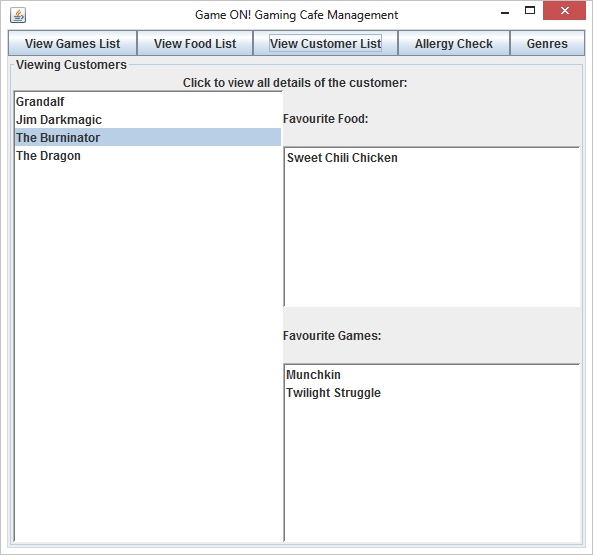 Game ON! Gaming Cafe Management
View Games List
View Food List
View Customer List
Allergy Check
Genres
Viewing Customers
Click to view all details of the customer:
Grandalf
Jim Darkmagic
The Burninator
The Dragon
Favourite Food:
Sweet Chili Chicken
Favourite Games:
Munchkin
Twilight Struggle